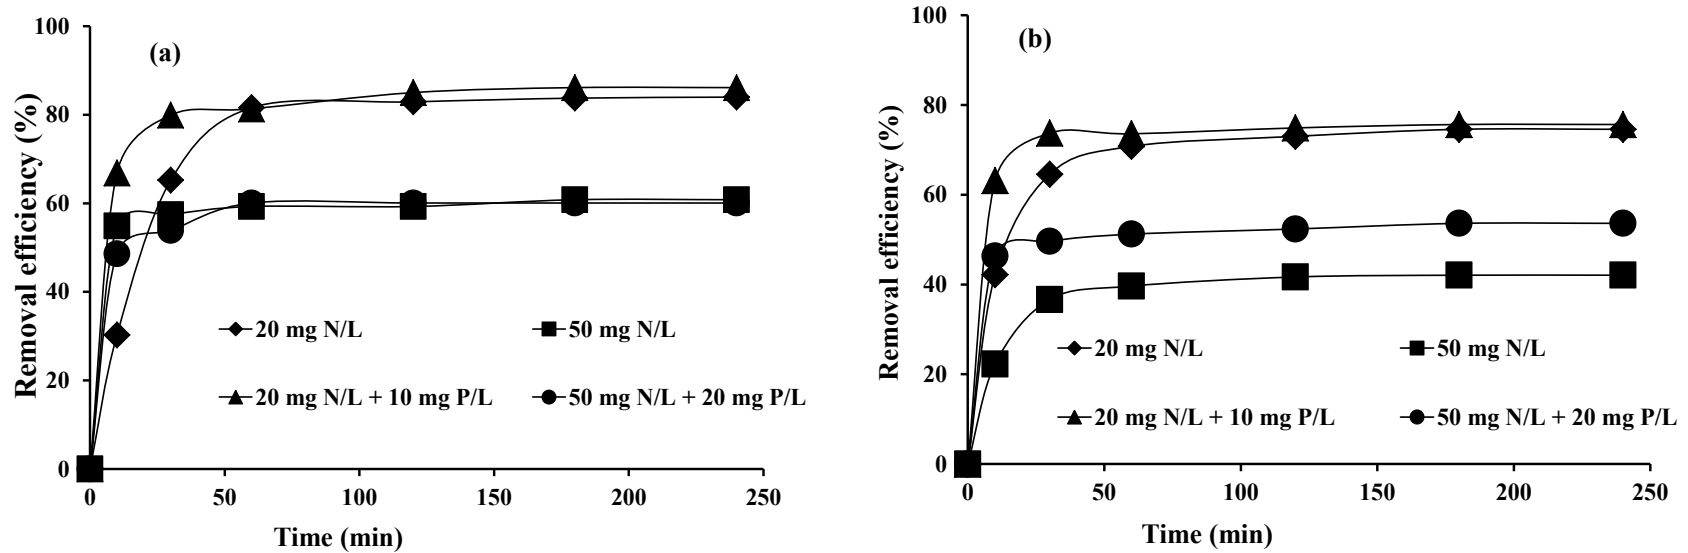 (a)
100
80
60
40
20
0
Removal efficiency (%)
20 mg N/L
50 mg N/L
20 mg N/L + 10 mg P/L
50 mg N/L + 20 mg P/L
0 50 100 150 200 250
Time (min)
(b)
100
80
60
40
20
0
Removal efficiency (%)
20 mg N/L
50 mg N/L
20 mg N/L + 10 mg P/L
50 mg N/L + 20 mg P/L
0 50 100 150 200 250
Time (min)